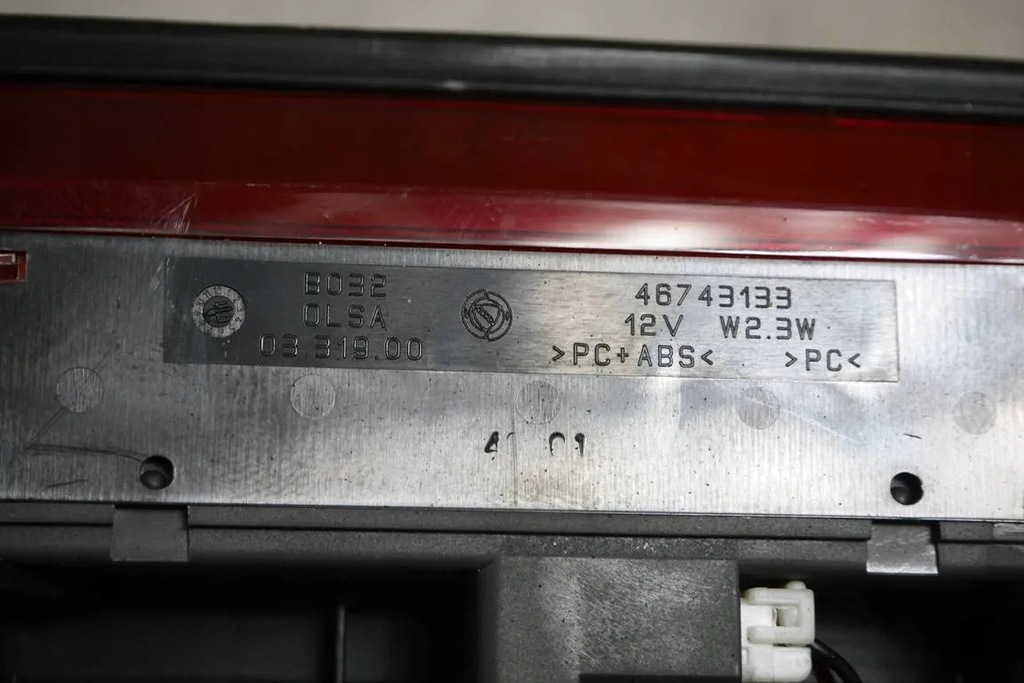 B032
OLSA
03.319.00
46743133
12V W2.3W
>PC+ABS< >PC<